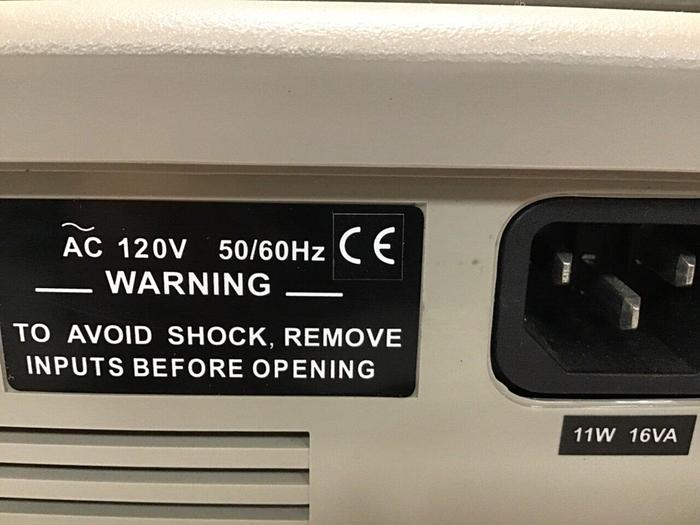 ~
AC 120V 50/60Hz CE
WARNING
TO AVOID SHOCK, REMOVE
INPUTS BEFORE OPENING
11W 16VA